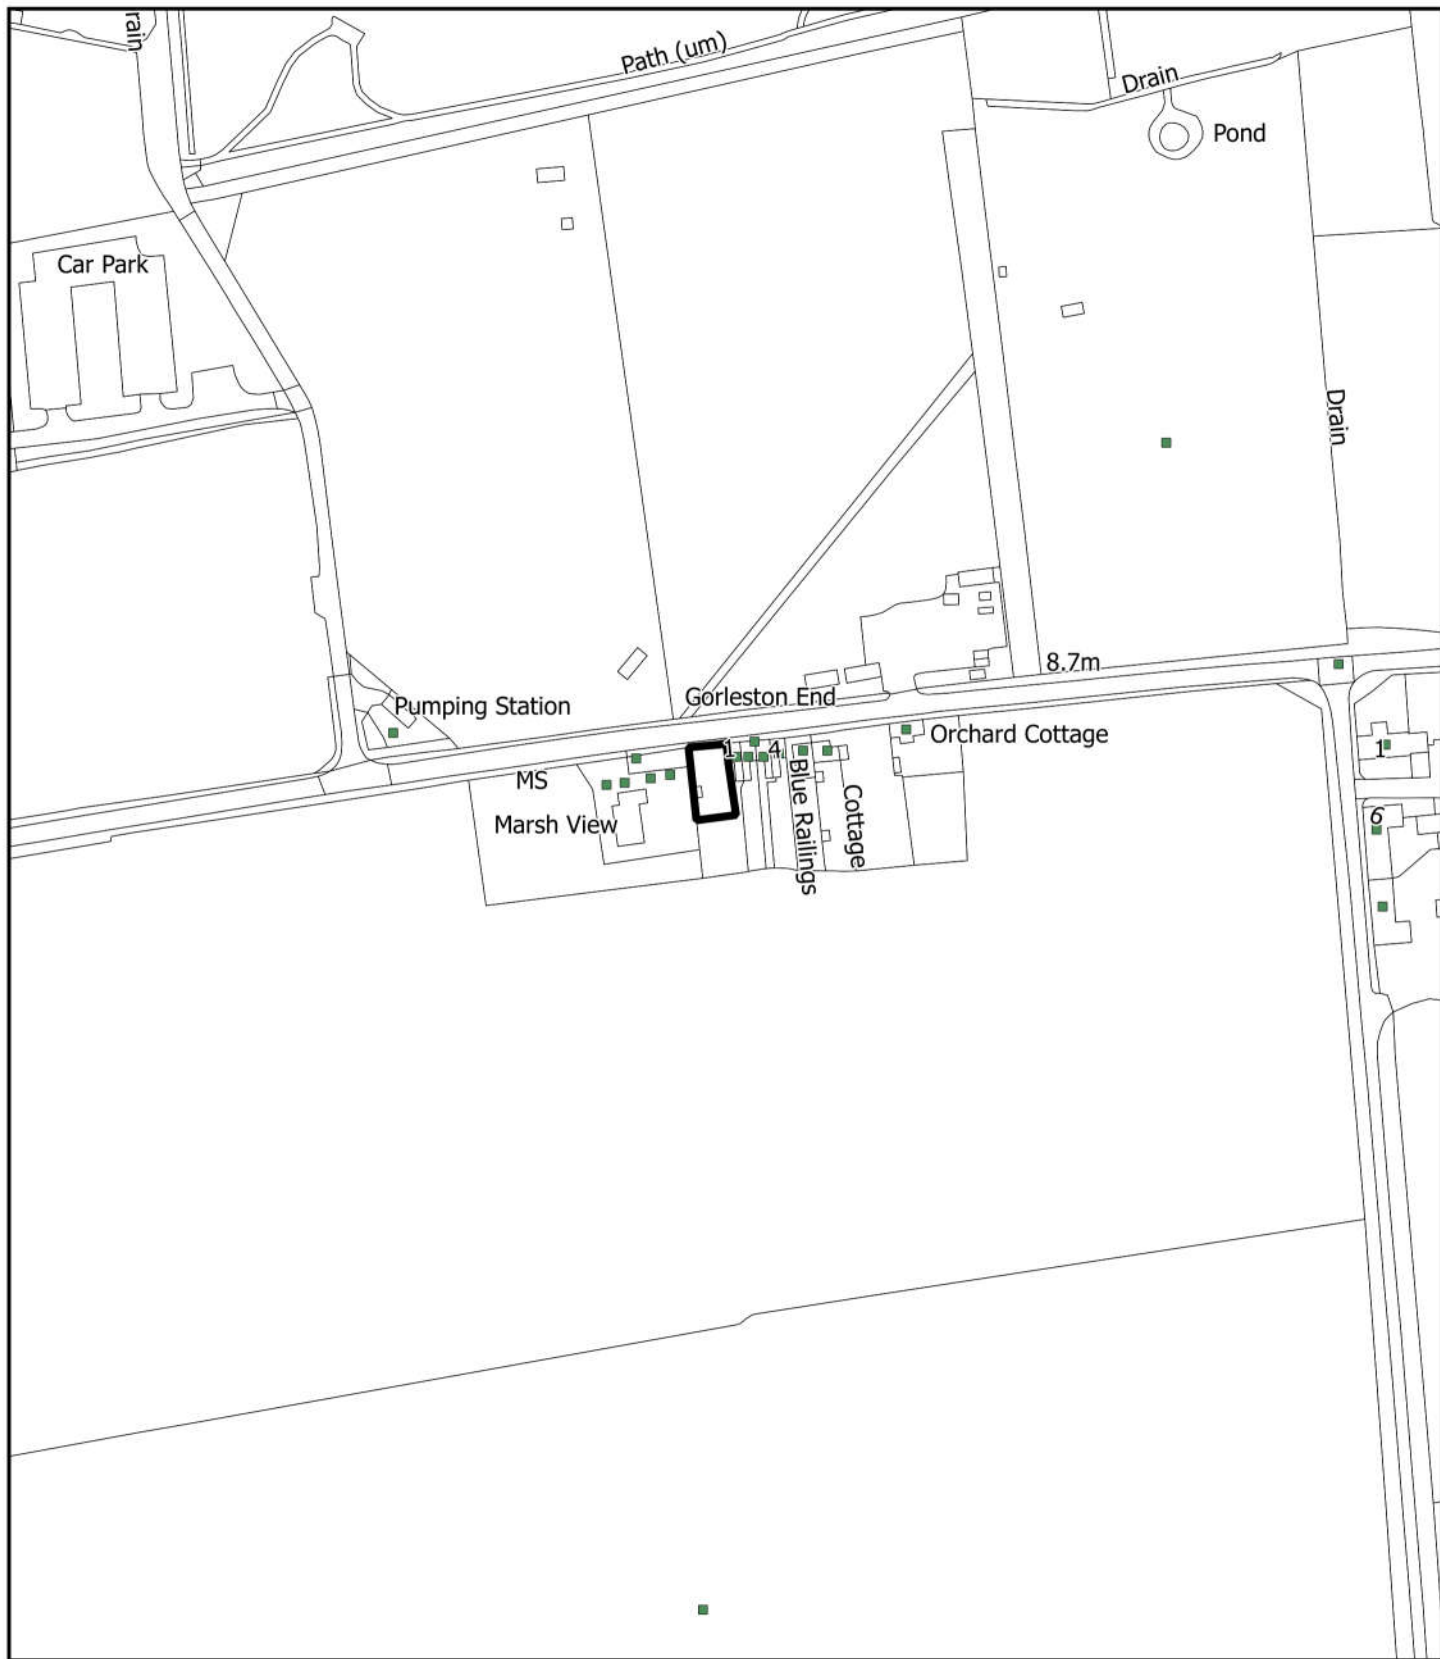 rain
Path (um)
Drain
Pond
Car Park
Drain
8.7m
Gorleston End
Pumping Station
Orchard Cottage
1
4
1
MS
Blue Railings
Cottage
Marsh View
6